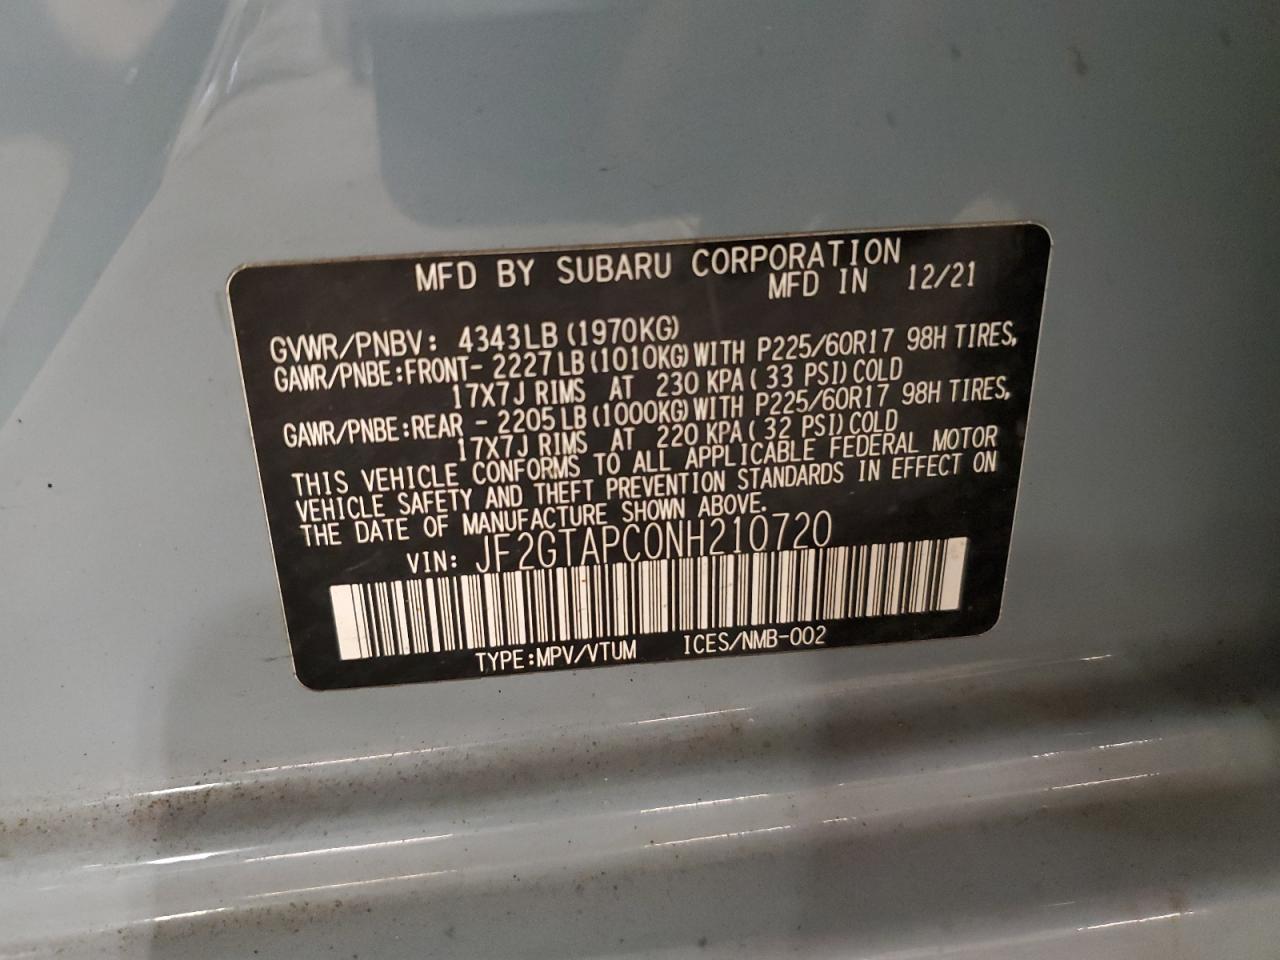 MFD BY SUBARU CORPORATION
MFD IN 12/21
GVWR/PNBV: 4343LB (1970KG)
GAWR/PNBE:FRONT- 2227LB(1010KG)WITH P225/60R17 98H TIRES,
17X7J RIMS AT 230 KPA( 33 PSI)COLD
GAWR/PNBE:REAR - 2205LB(1000KG)WITH P225/60R17 98H TIRES,
17X7J RIMS AT 220 KPA( 32 PSI)COLD
THIS VEHICLE CONFORMS TO ALL APPLICABLE FEDERAL MOTOR
VEHICLE SAFETY AND THEFT PREVENTION STANDARDS IN EFFECT ON
THE DATE OF MANUFACTURE SHOWN ABOVE.
VIN: JF2GTAPC0NH210720
TYPE:MPV/VTUM ICES/NMB-002